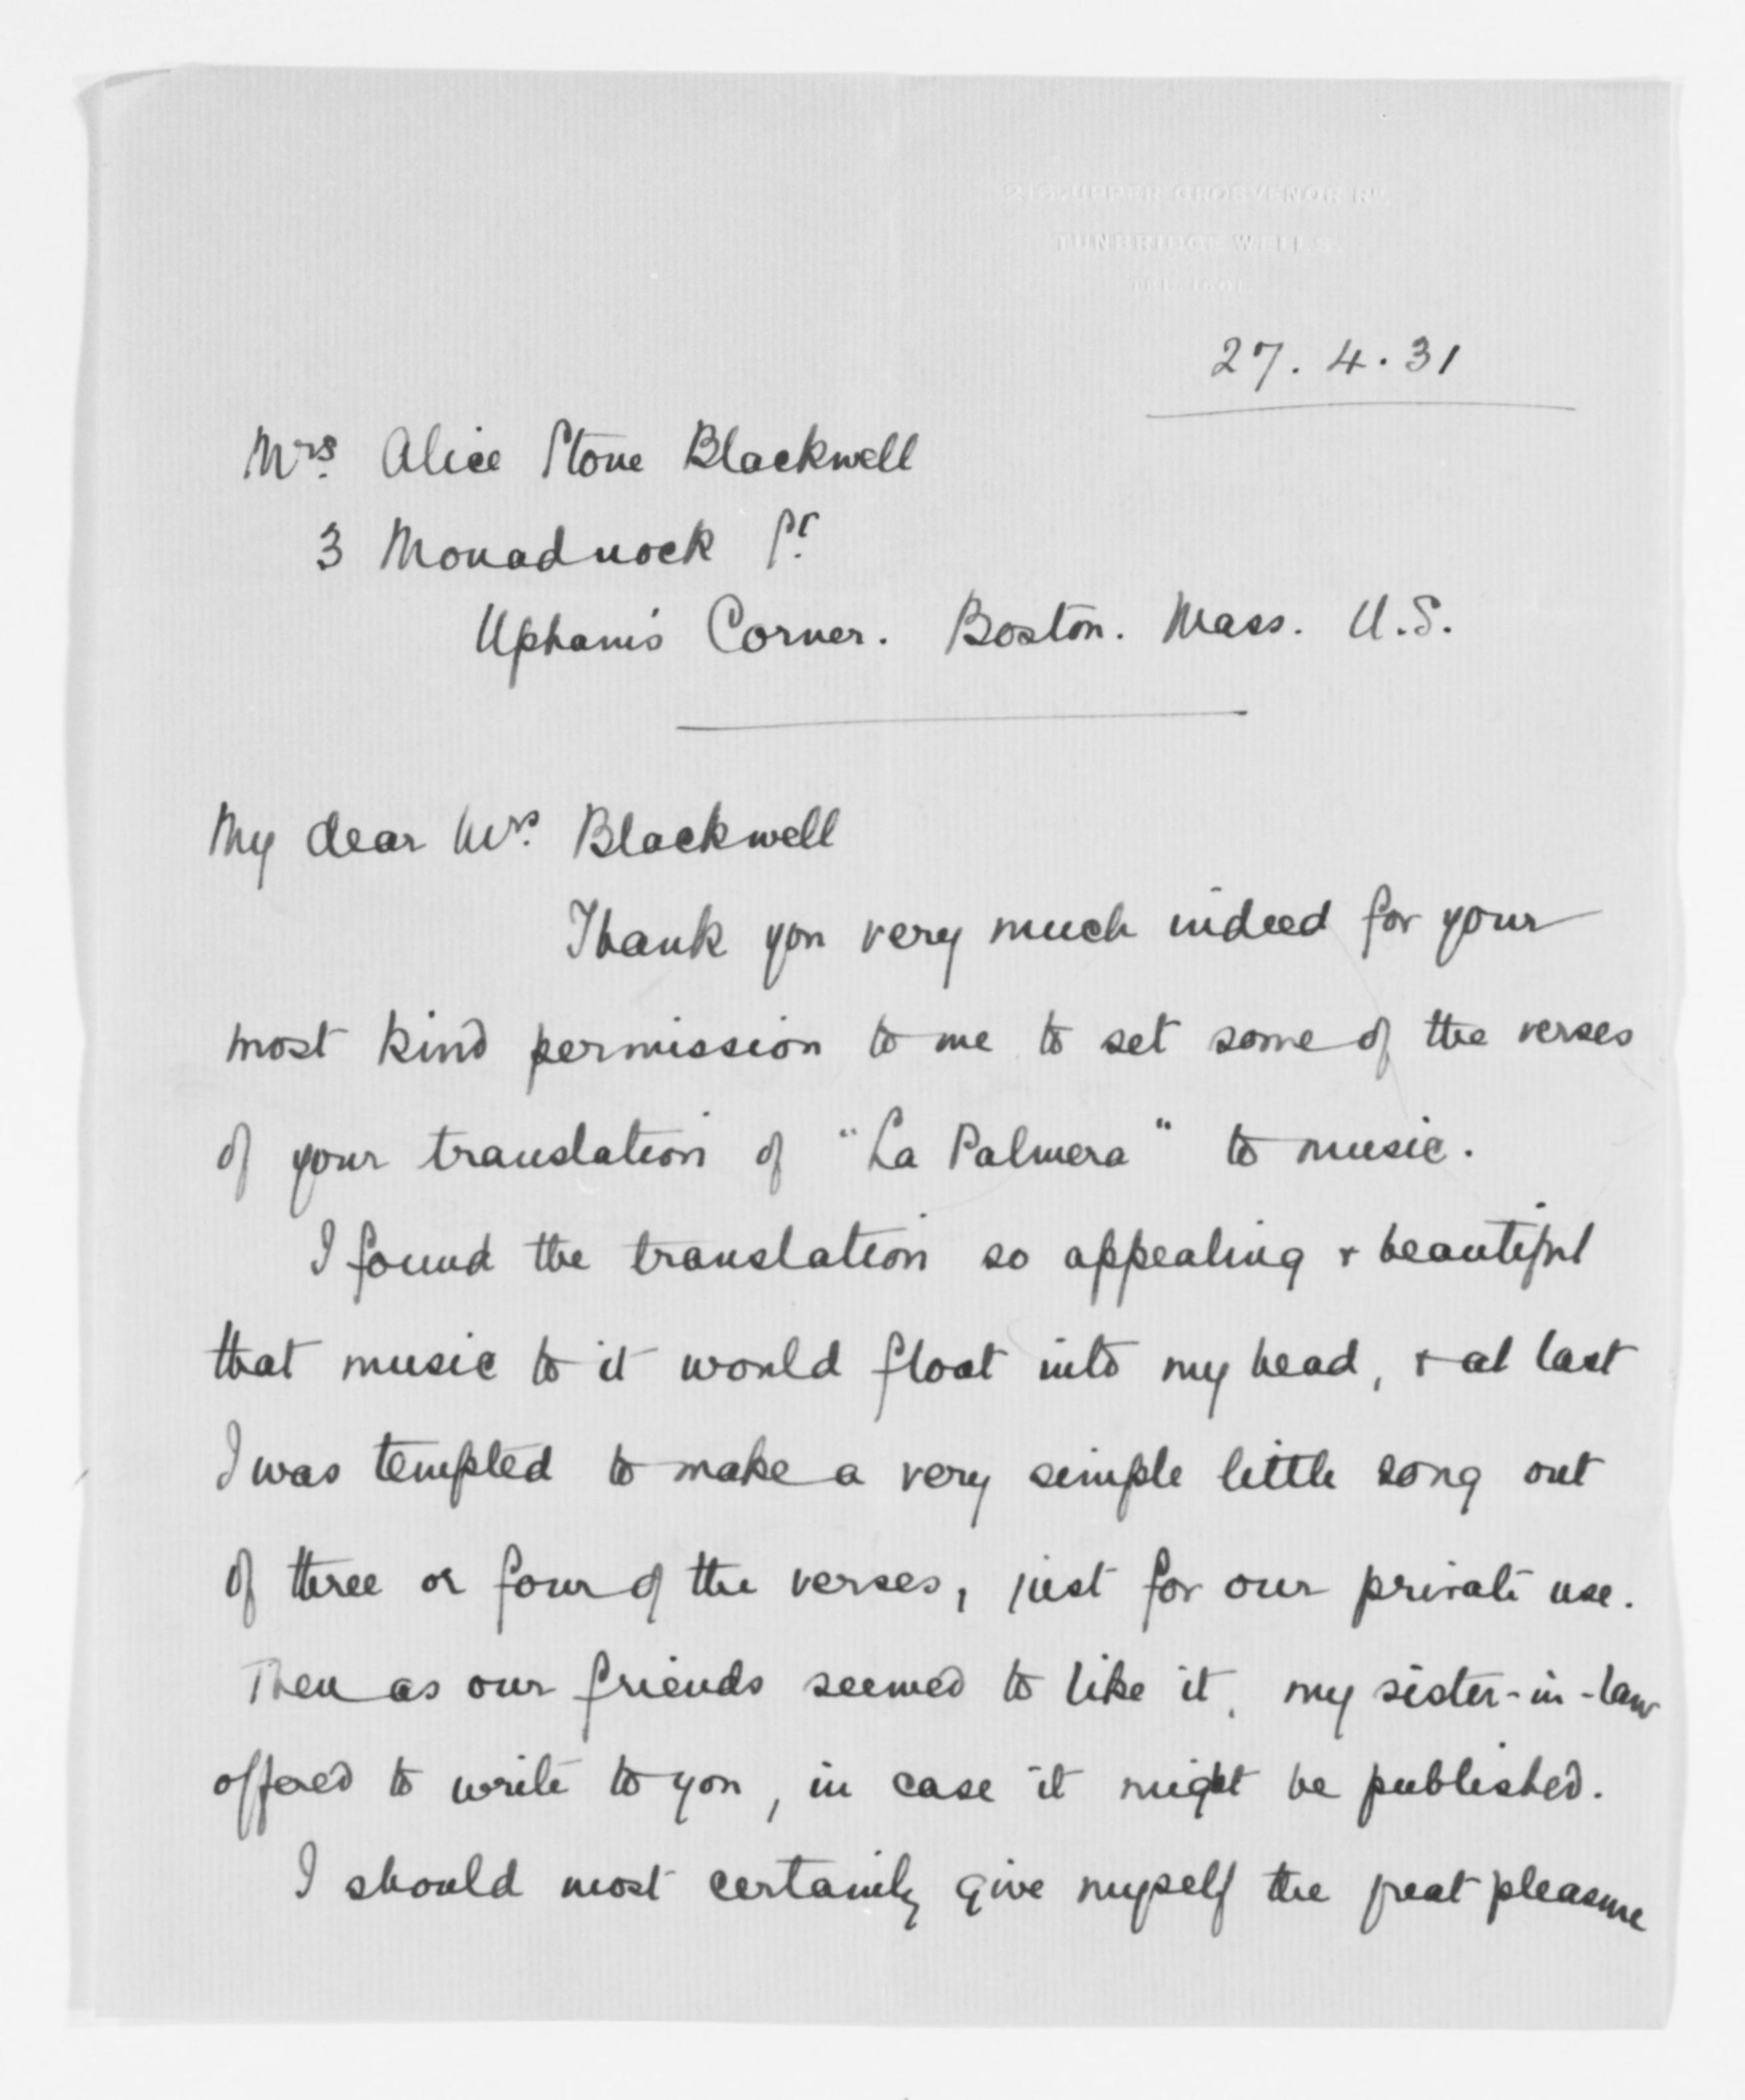 UPPER GROSVENOR RD.
TUNBRIDGE WELLS.
27. 4. 31
Mrs. Alice Stone Blackwell
3 Monadnock St.
Upham's Corner. Boston. Mass. U.S.
My dear Mrs. Blackwell
Thank you very much indeed for your
most kind permission to me to set some of the verses
of your translation of "La Palmera" to music.
I found the translation so appealing & beautiful
that music to it would float into my head, & at last
I was tempted to make a very simple little song out
of three or four of the verses, just for our private use.
Then as our friends seemed to like it, my sister-in-law
offered to write to you, in case it might be published.
I should most certainly give myself the great pleasure